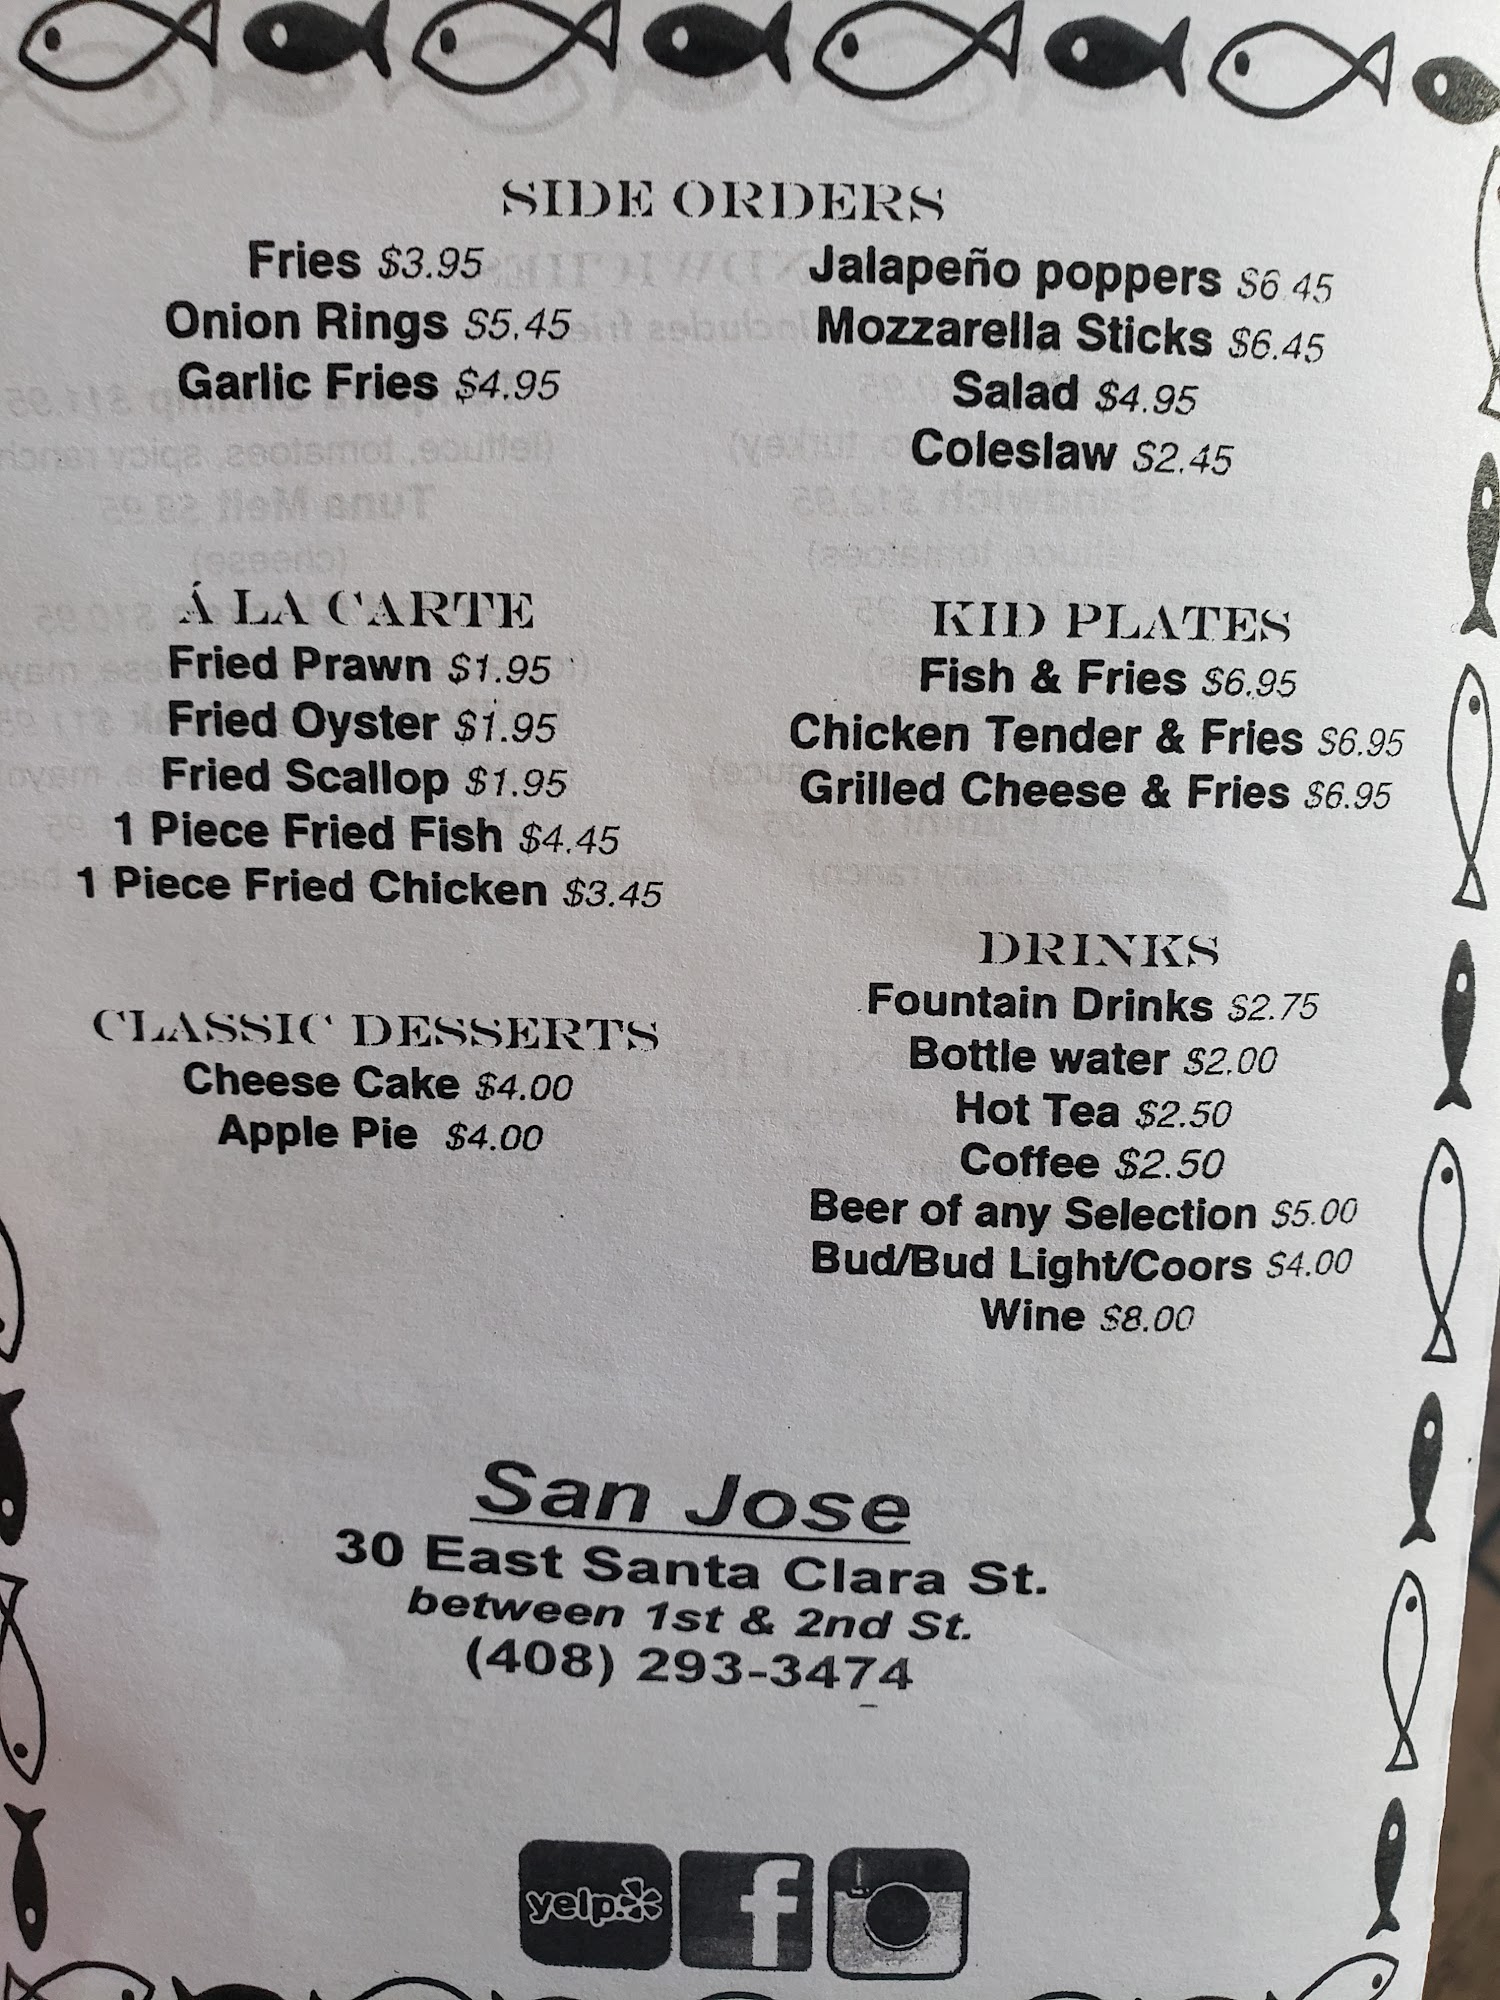 SIDE ORDERS
Fries $3.95
Onion Rings $5.45
Garlic Fries $4.95
Jalapeño poppers $6.45
Mozzarella Sticks $6.45
Salad $4.95
Coleslaw $2.45
Á LA CARTE
Fried Prawn $1.95
Fried Oyster $1.95
Fried Scallop $1.95
1 Piece Fried Fish $4.45
1 Piece Fried Chicken $3.45
KID PLATES
Fish & Fries $6.95
Chicken Tender & Fries $6.95
Grilled Cheese & Fries $6.95
CLASSIC DESSERTS
Cheese Cake $4.00
Apple Pie $4.00
DRINKS
Fountain Drinks $2.75
Bottle water $2.00
Hot Tea $2.50
Coffee $2.50
Beer of any Selection $5.00
Bud/Bud Light/Coors $4.00
Wine $8.00
San Jose
30 East Santa Clara St.
between 1st & 2nd St.
(408) 293-3474
yelp
f